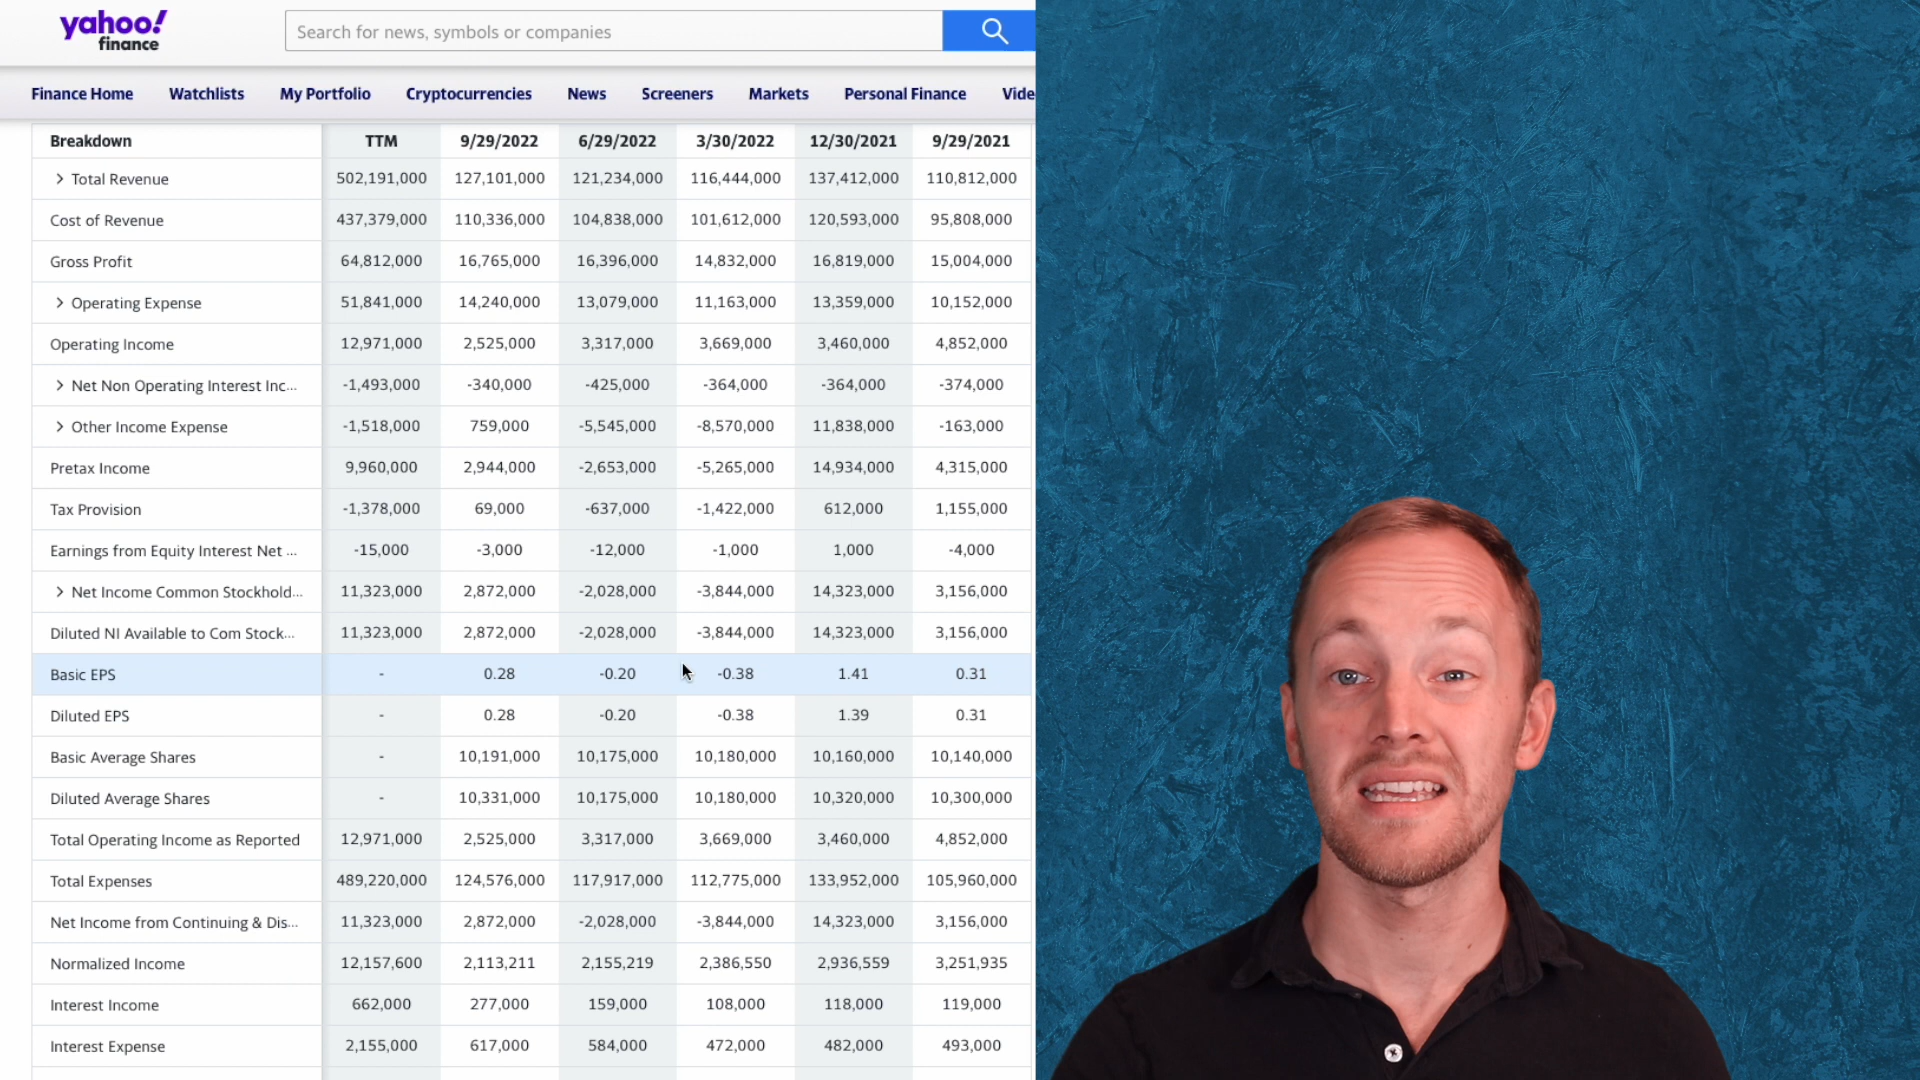 yahoo!
finance
Search for news, symbols or companies
Finance Home Watchlists My Portfolio Cryptocurrencies News Screeners Markets Personal Finance Vide
Breakdown TTM 9/29/2022 6/29/2022 3/30/2022 12/30/2021 9/29/2021
> Total Revenue 502,191,000 127,101,000 121,234,000 116,444,000 137,412,000 110,812,000
Cost of Revenue 437,379,000 110,336,000 104,838,000 101,612,000 120,593,000 95,808,000
Gross Profit 64,812,000 16,765,000 16,396,000 14,832,000 16,819,000 15,004,000
> Operating Expense 51,841,000 14,240,000 13,079,000 11,163,000 13,359,000 10,152,000
Operating Income 12,971,000 2,525,000 3,317,000 3,669,000 3,460,000 4,852,000
> Net Non Operating Interest Inc... -1,493,000 -340,000 -425,000 -364,000 -364,000 -374,000
> Other Income Expense -1,518,000 759,000 -5,545,000 -8,570,000 11,838,000 -163,000
Pretax Income 9,960,000 2,944,000 -2,653,000 -5,265,000 14,934,000 4,315,000
Tax Provision -1,378,000 69,000 -637,000 -1,422,000 612,000 1,155,000
Earnings from Equity Interest Net ... -15,000 -3,000 -12,000 -1,000 1,000 -4,000
> Net Income Common Stockhold... 11,323,000 2,872,000 -2,028,000 -3,844,000 14,323,000 3,156,000
Diluted NI Available to Com Stock... 11,323,000 2,872,000 -2,028,000 -3,844,000 14,323,000 3,156,000
Basic EPS - 0.28 -0.20 -0.38 1.41 0.31
Diluted EPS - 0.28 -0.20 -0.38 1.39 0.31
Basic Average Shares - 10,191,000 10,175,000 10,180,000 10,160,000 10,140,000
Diluted Average Shares - 10,331,000 10,175,000 10,180,000 10,320,000 10,300,000
Total Operating Income as Reported 12,971,000 2,525,000 3,317,000 3,669,000 3,460,000 4,852,000
Total Expenses 489,220,000 124,576,000 117,917,000 112,775,000 133,952,000 105,960,000
Net Income from Continuing & Dis... 11,323,000 2,872,000 -2,028,000 -3,844,000 14,323,000 3,156,000
Normalized Income 12,157,600 2,113,211 2,155,219 2,386,550 2,936,559 3,251,935
Interest Income 662,000 277,000 159,000 108,000 118,000 119,000
Interest Expense 2,155,000 617,000 584,000 472,000 482,000 493,000